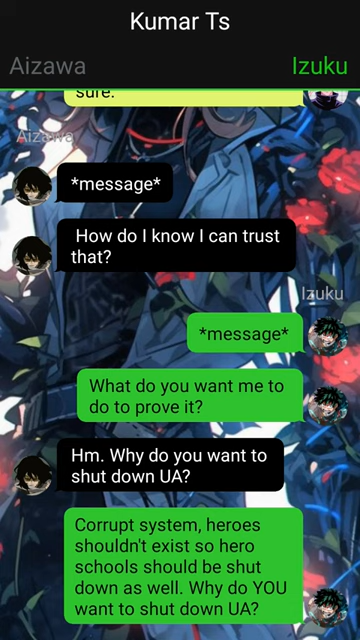 Kumar Ts
Aizawa
Izuku
sure.
Aizawa
*message*
How do I know I can trust
that?
Izuku
*message*
What do you want me to
do to prove it?
Hm. Why do you want to
shut down UA?
Corrupt system, heroes
shouldn't exist so hero
schools should be shut
down as well. Why do YOU
want to shut down UA?